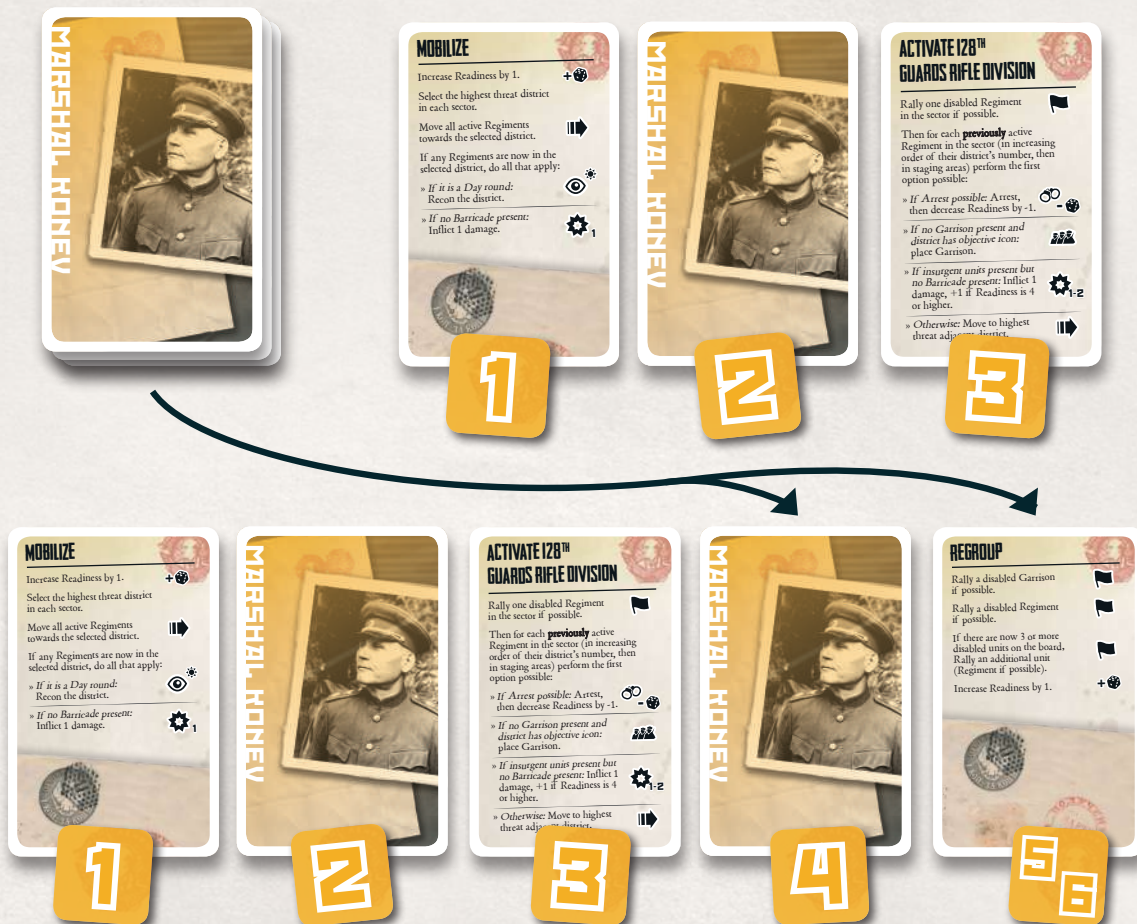 MARSHAL KONEV
MOBILIZE
Increase Readiness by 1.
Select the highest threat district
in each sector.
Move all active Regiments
towards the selected district.
If any Regiments are now in the
selected district, do all that apply:
» If it is a Day round:
Recon the district.
» If no Barricade present:
Inflict 1 damage.
1
1
MARSHAL KONEV
2
ACTIVATE 128TH
GUARDS RIFLE DIVISION
Rally one disabled Regiment
in the sector if possible.
Then for each previously active
Regiment in the sector (in increasing
order of their district's number, then
in staging areas) perform the first
option possible:
» If Arrest possible: Arrest,
then decrease Readiness by -1.
» If no Garrison present and
district has objective icon:
place Garrison.
» If insurgent units present but
no Barricade present: Inflict 1
damage, +1 if Readiness is 4
or higher.
1-2
» Otherwise: Move to highest
threat adjacent district.
3
MOBILIZE
Increase Readiness by 1.
Select the highest threat district
in each sector.
Move all active Regiments
towards the selected district.
If any Regiments are now in the
selected district, do all that apply:
» If it is a Day round:
Recon the district.
» If no Barricade present:
Inflict 1 damage.
1
1
MARSHAL KONEV
2
ACTIVATE 128TH
GUARDS RIFLE DIVISION
Rally one disabled Regiment
in the sector if possible.
Then for each previously active
Regiment in the sector (in increasing
order of their district's number, then
in staging areas) perform the first
option possible:
» If Arrest possible: Arrest,
then decrease Readiness by -1.
» If no Garrison present and
district has objective icon:
place Garrison.
» If insurgent units present but
no Barricade present: Inflict 1
damage, +1 if Readiness is 4
or higher.
1-2
» Otherwise: Move to highest
threat adjacent district.
3
MARSHAL KONEV
4
REGROUP
Rally a disabled Garrison
if possible.
Rally a disabled Regiment
if possible.
If there are now 3 or more
disabled units on the board,
Rally an additional unit
(Regiment if possible).
Increase Readiness by 1.
5
6